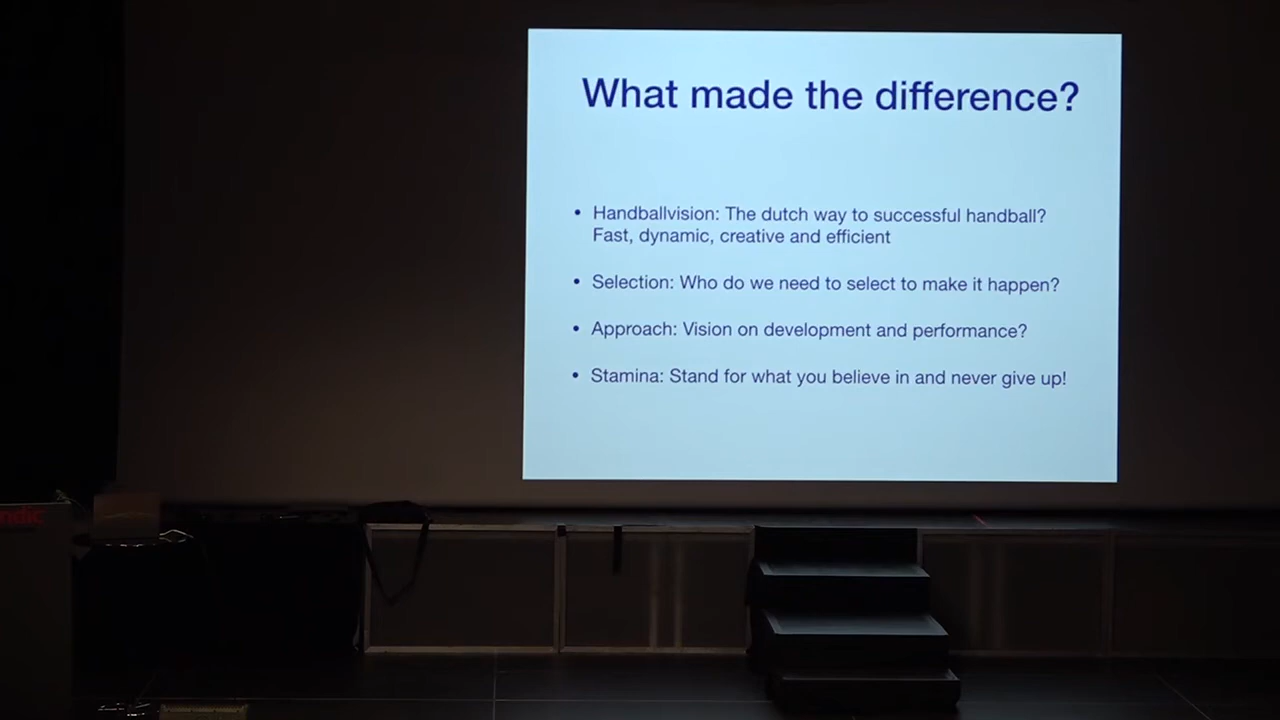 What made the difference?
• Handballvision: The dutch way to successful handball?
Fast, dynamic, creative and efficient
• Selection: Who do we need to select to make it happen?
• Approach: Vision on development and performance?
• Stamina: Stand for what you believe in and never give up!